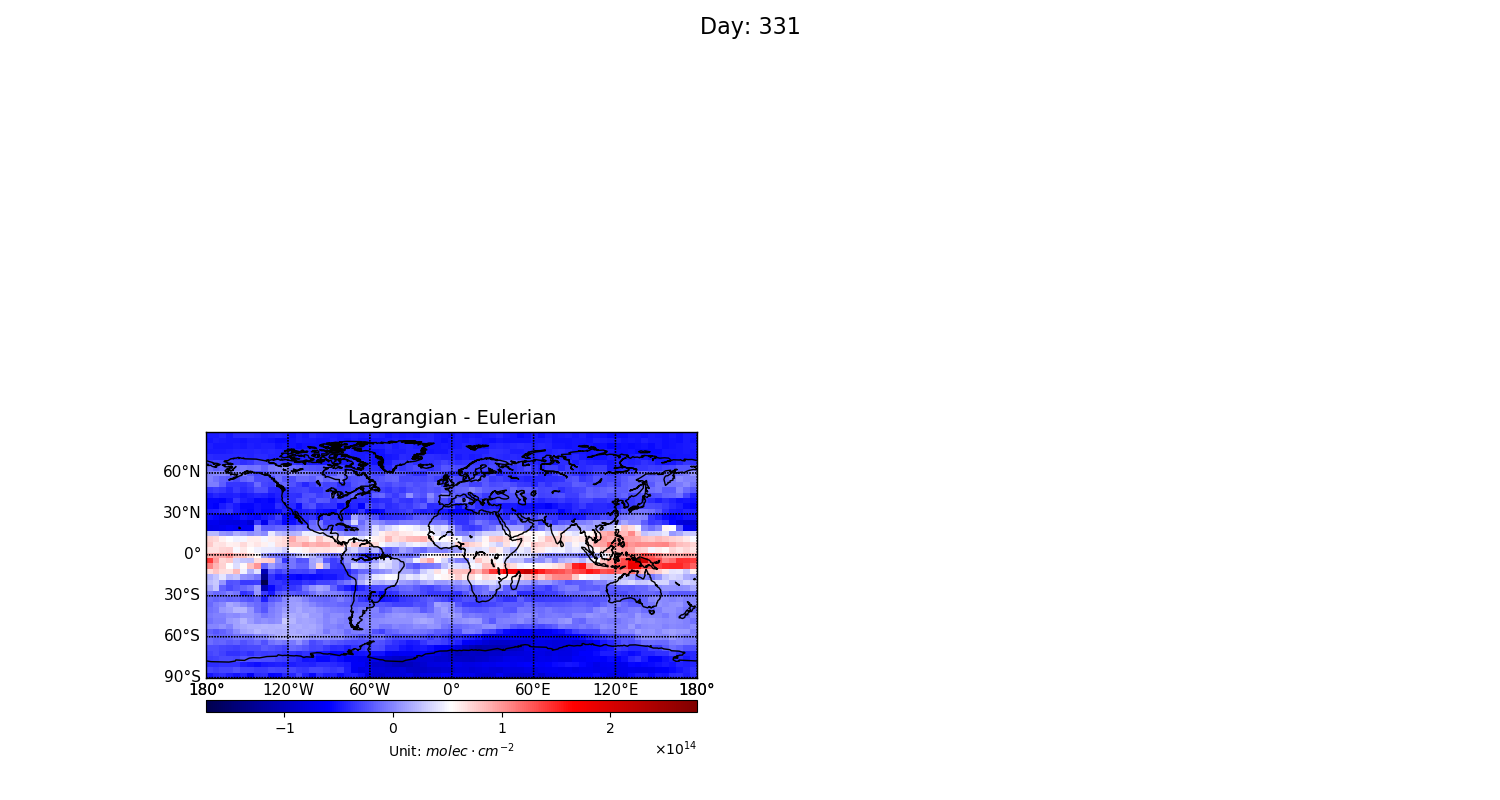 Day: 331
Lagrangian - Eulerian
60°N
30°N
0°
30°S
60°S
90°S
180° 120°W 60°W 0° 60°E 120°E 180°
−1 0 1 2
Unit: molec · cm⁻²
×10¹⁴